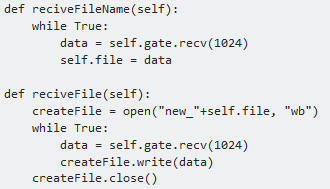 def reciveFileName(self):
    while True:
        data = self.gate.recv(1024)
        self.file = data

def reciveFile(self):
    createFile = open("new_"+self.file, "wb")
    while True:
        data = self.gate.recv(1024)
        createFile.write(data)
    createFile.close()